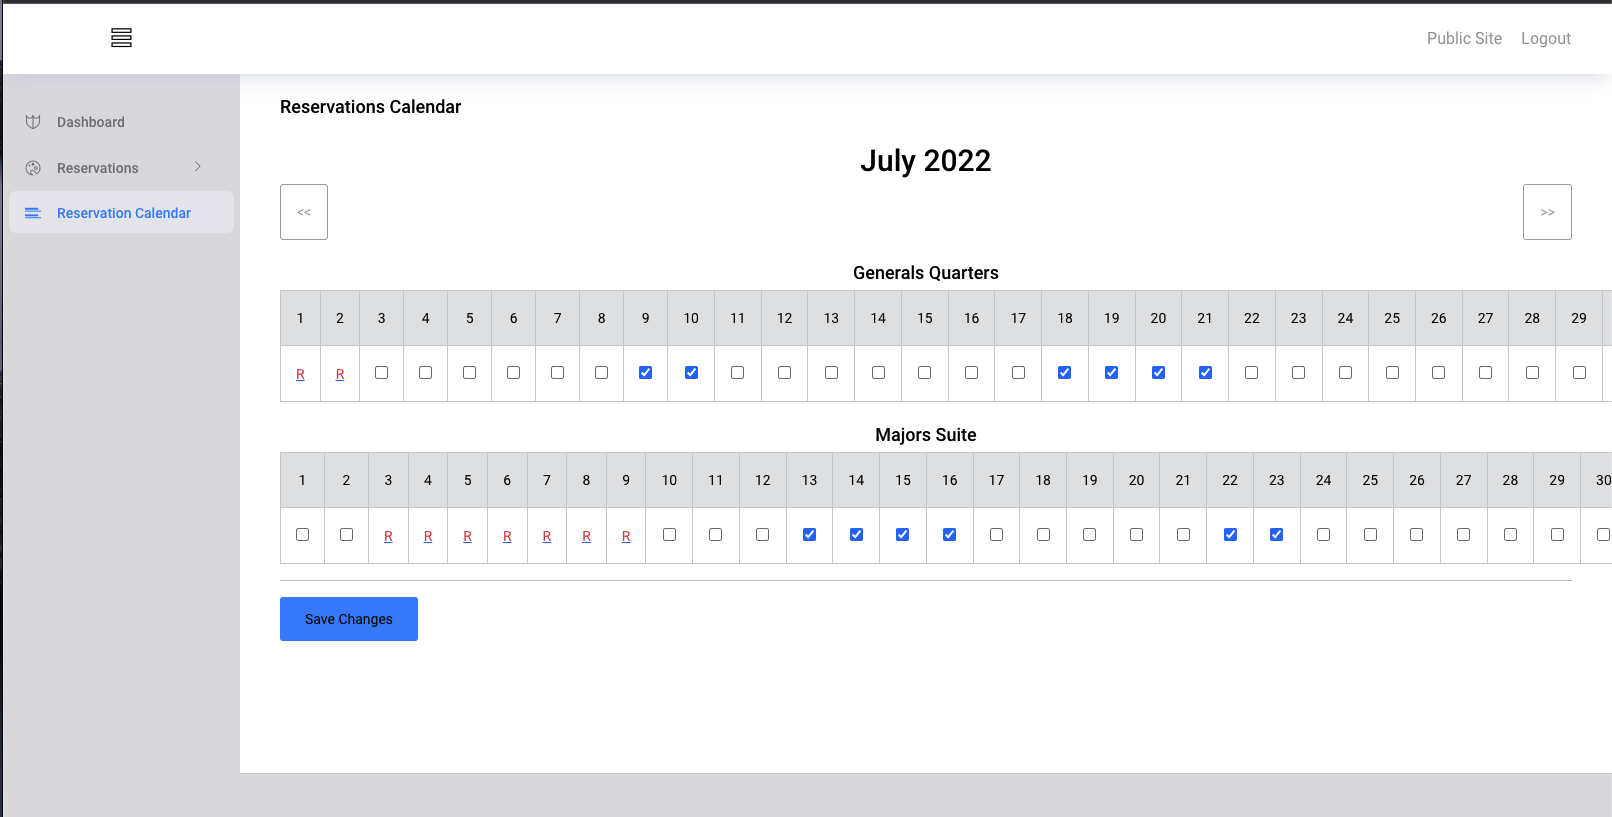 Public Site Logout
Dashboard
Reservations
Reservation Calendar
Reservations Calendar
July 2022
<< >>
Generals Quarters
1 2 3 4 5 6 7 8 9 10 11 12 13 14 15 16 17 18 19 20 21 22 23 24 25 26 27 28 29
R R
Majors Suite
1 2 3 4 5 6 7 8 9 10 11 12 13 14 15 16 17 18 19 20 21 22 23 24 25 26 27 28 29 30
R R R R R R R
Save Changes